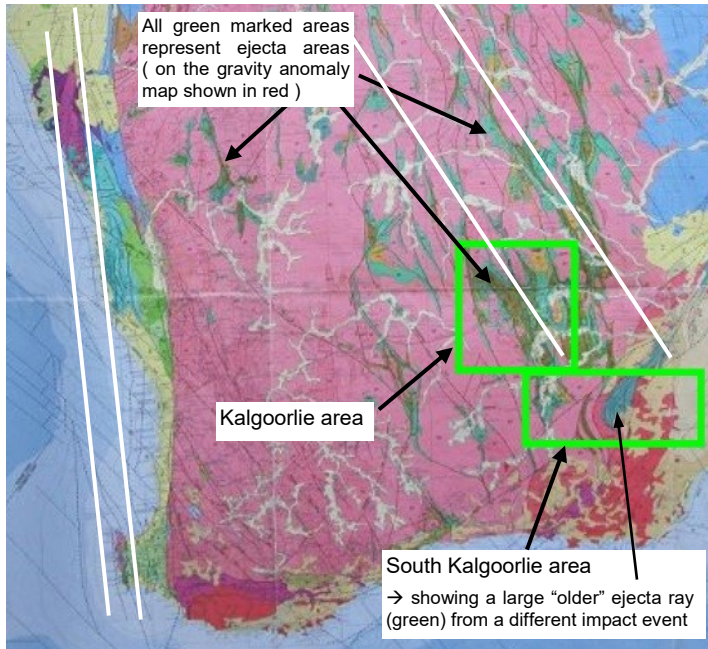 All green marked areas
represent ejecta areas
( on the gravity anomaly
map shown in red )
Kalgoorlie area
South Kalgoorlie area
→ showing a large “older” ejecta ray
(green) from a different impact event